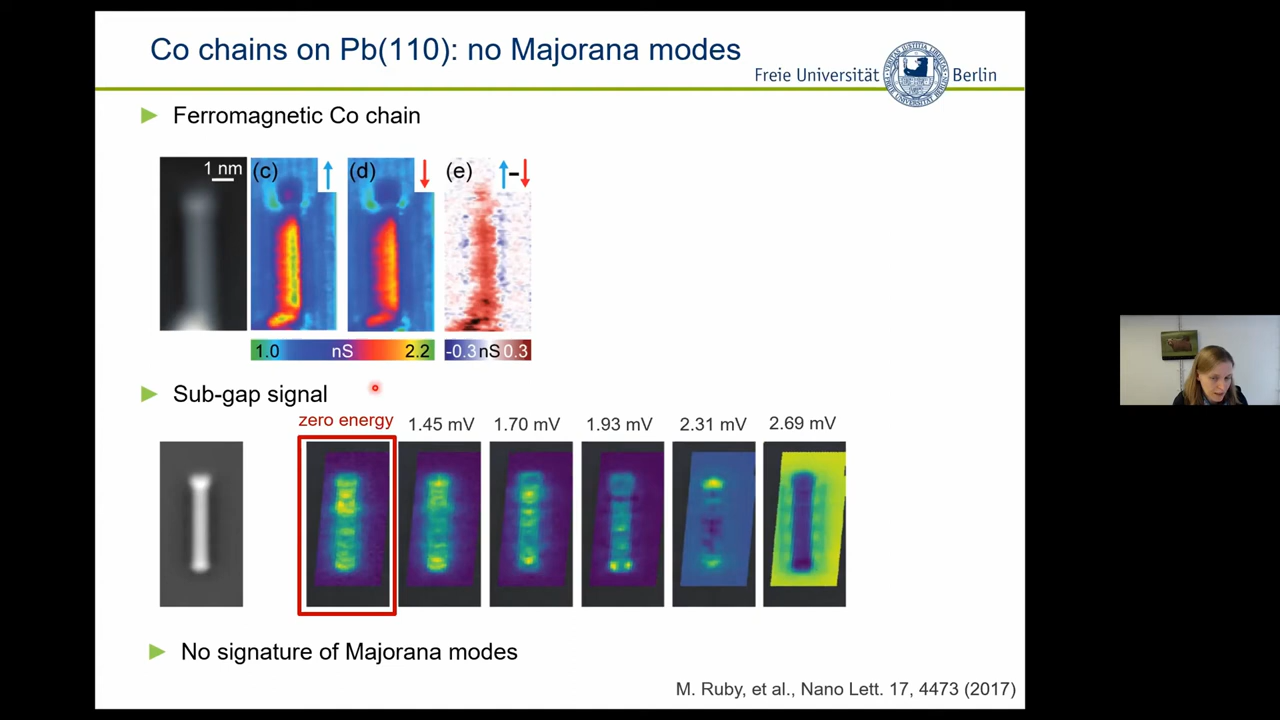 Co chains on Pb(110): no Majorana modes
Freie Universität Berlin
Ferromagnetic Co chain
1 nm (c) ↑ (d) ↓ (e) ↑-↓
1.0 nS 2.2 -0.3 nS 0.3
Sub-gap signal
zero energy 1.45 mV 1.70 mV 1.93 mV 2.31 mV 2.69 mV
No signature of Majorana modes
M. Ruby, et al., Nano Lett. 17, 4473 (2017)